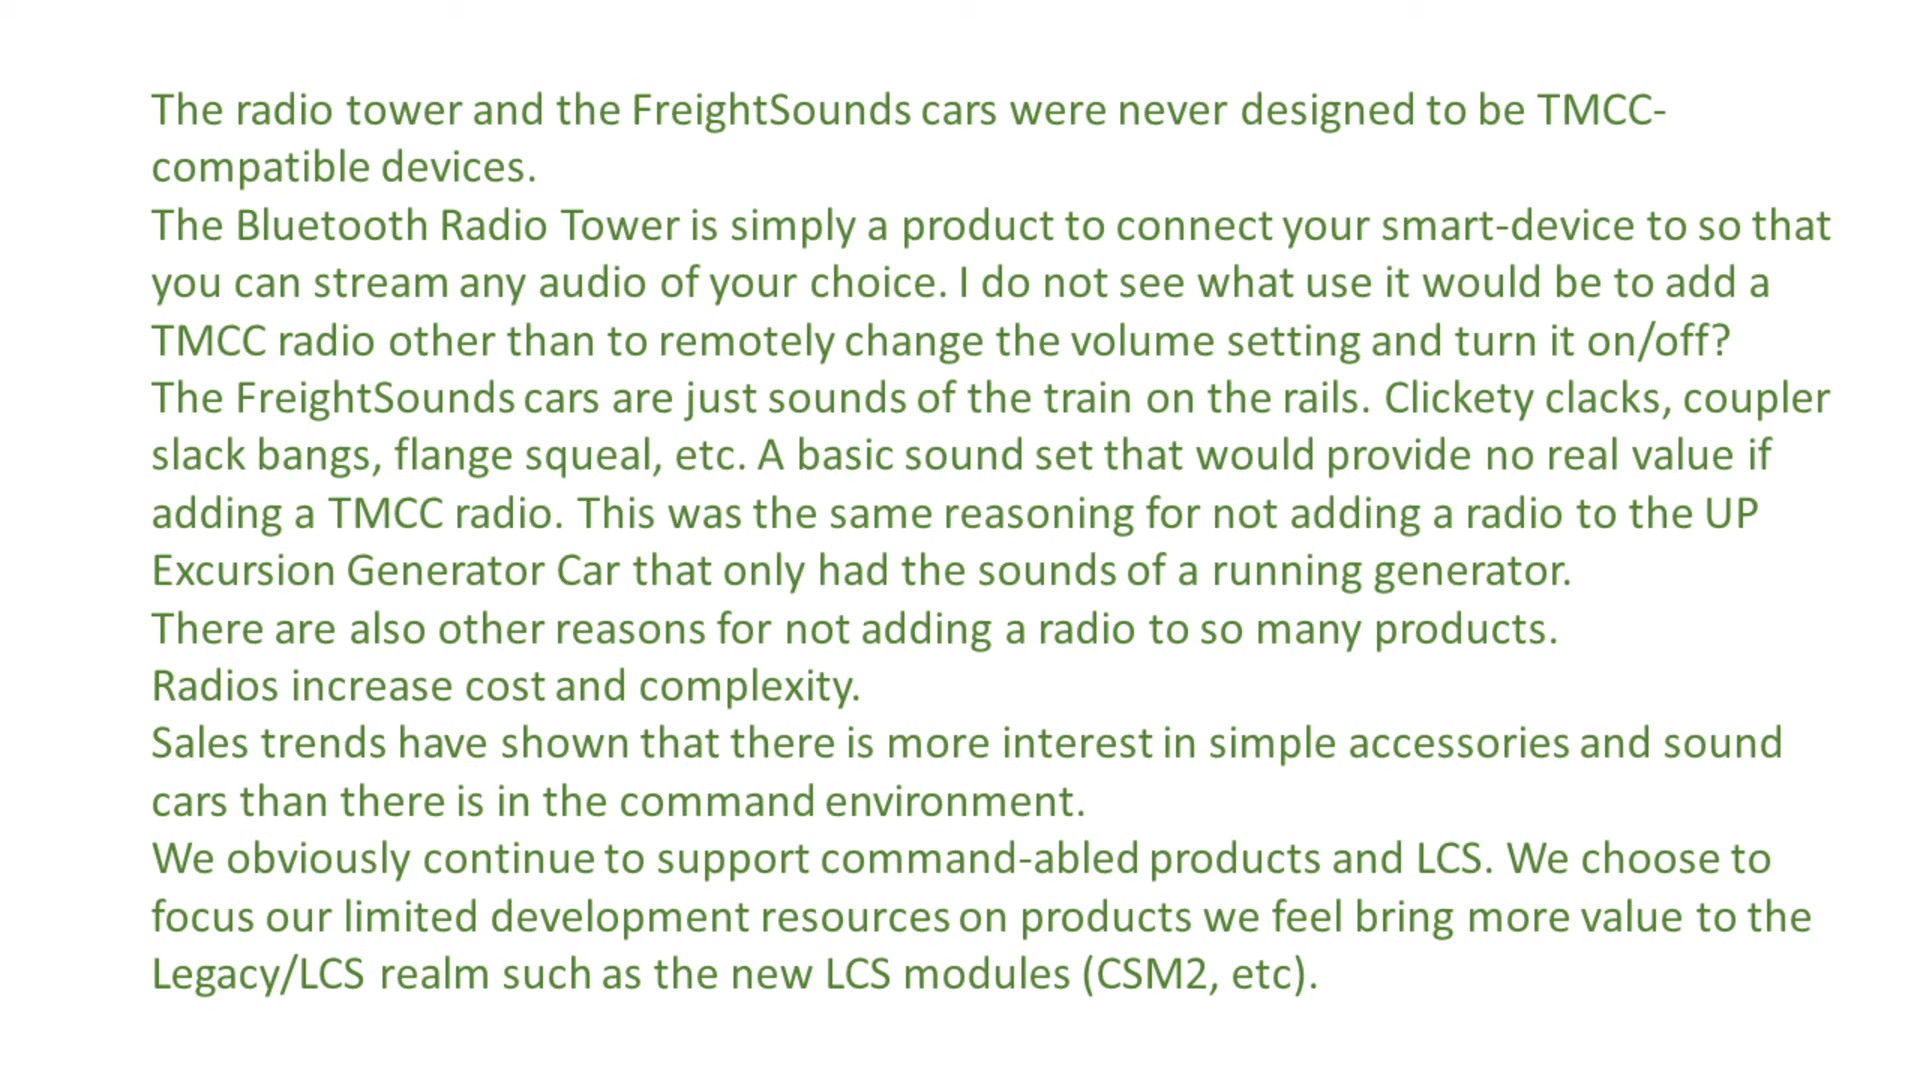 The radio tower and the FreightSounds cars were never designed to be TMCC-
compatible devices.
The Bluetooth Radio Tower is simply a product to connect your smart-device to so that
you can stream any audio of your choice. I do not see what use it would be to add a
TMCC radio other than to remotely change the volume setting and turn it on/off?
The FreightSounds cars are just sounds of the train on the rails. Clickety clacks, coupler
slack bangs, flange squeal, etc. A basic sound set that would provide no real value if
adding a TMCC radio. This was the same reasoning for not adding a radio to the UP
Excursion Generator Car that only had the sounds of a running generator.
There are also other reasons for not adding a radio to so many products.
Radios increase cost and complexity.
Sales trends have shown that there is more interest in simple accessories and sound
cars than there is in the command environment.
We obviously continue to support command-abled products and LCS. We choose to
focus our limited development resources on products we feel bring more value to the
Legacy/LCS realm such as the new LCS modules (CSM2, etc).